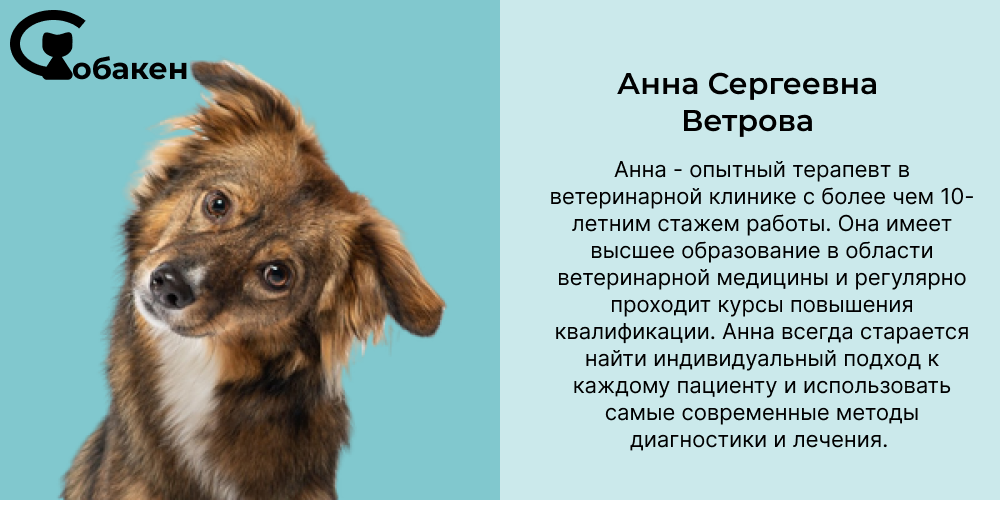 Собакен
Анна Сергеевна
Ветрова
Анна - опытный терапевт в
ветеринарной клинике с более чем 10-
летним стажем работы. Она имеет
высшее образование в области
ветеринарной медицины и регулярно
проходит курсы повышения
квалификации. Анна всегда старается
найти индивидуальный подход к
каждому пациенту и использовать
самые современные методы
диагностики и лечения.